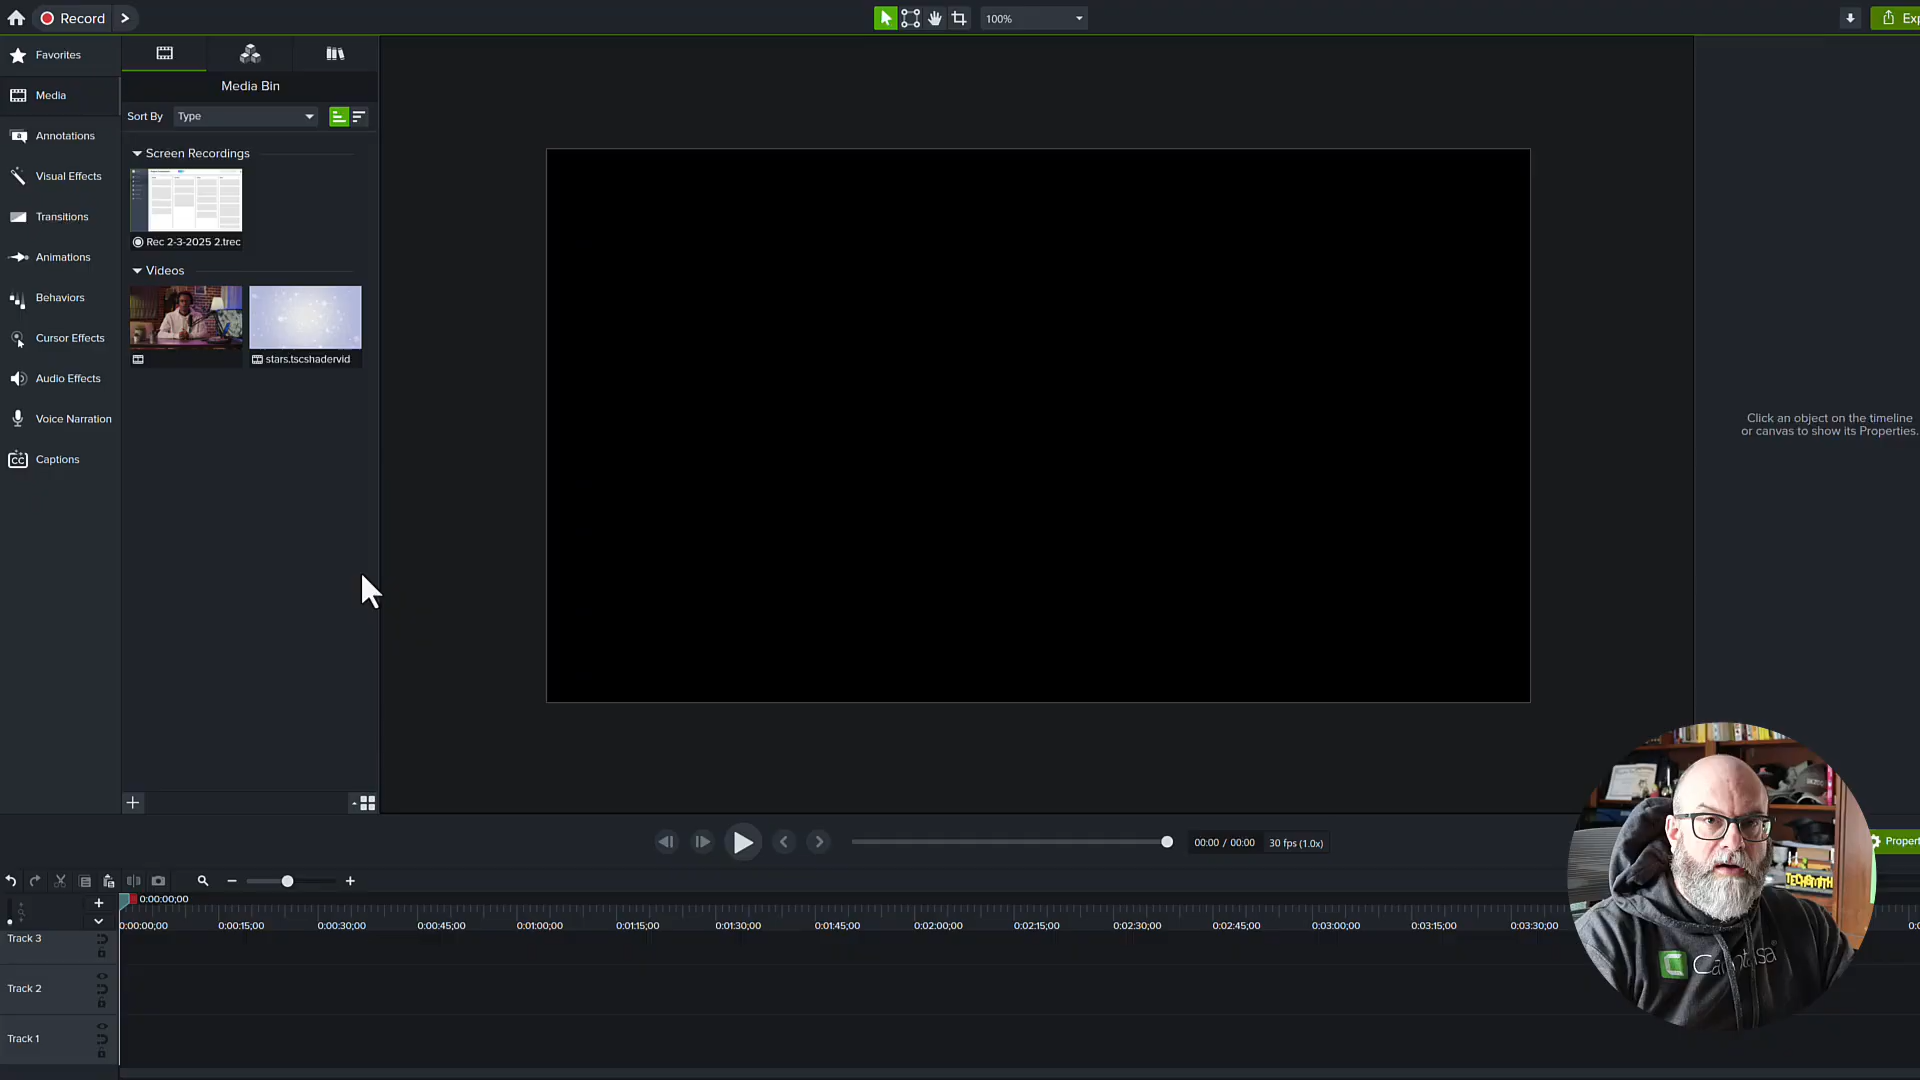 Record
100%
Exp
Favorites
Media
Annotations
Visual Effects
Transitions
Animations
Behaviors
Cursor Effects
Audio Effects
Voice Narration
Captions
Media Bin
Sort By Type
Screen Recordings
Rec 2-3-2025 2.trec
Videos
stars.tscshadervid
Click an object on the timeline
or canvas to show its Properties.
00:00 / 00:00 30 fps (1.0x)
Propert
0:00:00;00
0:00:00;00 0:00:15;00 0:00:30;00 0:00:45;00 0:01:00;00 0:01:15;00 0:01:30;00 0:01:45;00 0:02:00;00 0:02:15;00 0:02:30;00 0:02:45;00 0:03:00;00 0:03:15;00 0:03:30;00
Track 3
Track 2
Track 1
TECHSMITH